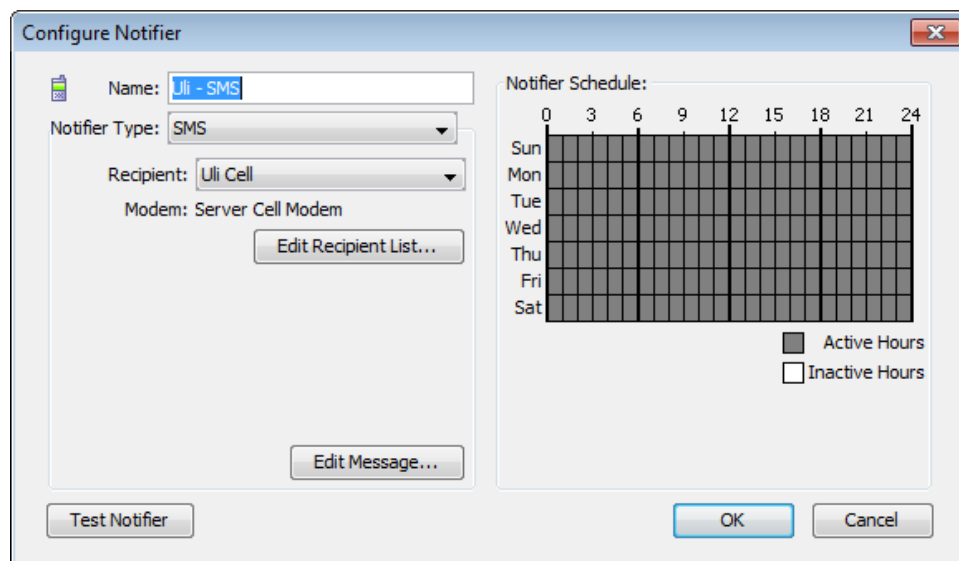 Configure Notifier
Name: Uli - SMS
Notifier Type: SMS
Recipient: Uli Cell
Modem: Server Cell Modem
Edit Recipient List...
Edit Message...
Notifier Schedule:
0 3 6 9 12 15 18 21 24
Sun
Mon
Tue
Wed
Thu
Fri
Sat
Active Hours
Inactive Hours
Test Notifier
OK
Cancel